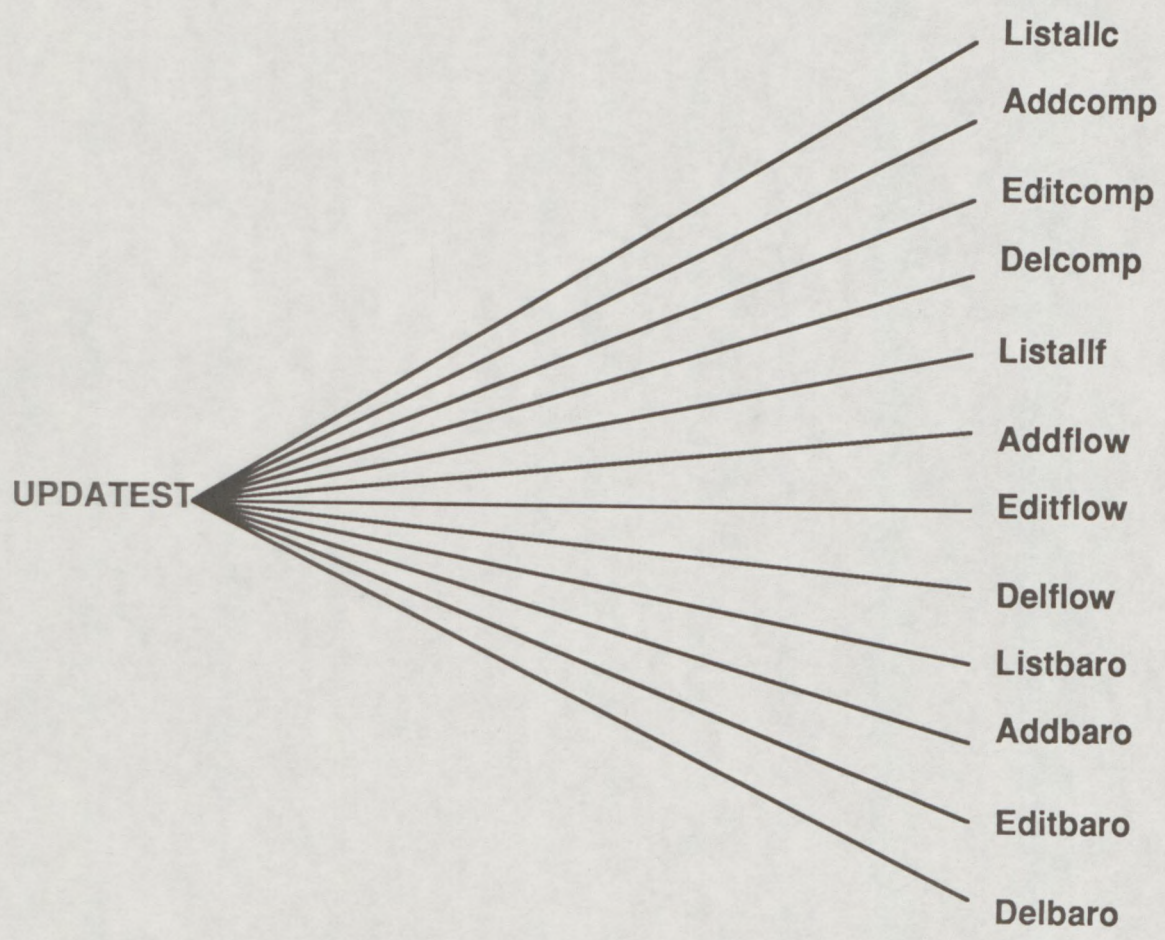 Listallc
Addcomp
Editcomp
Delcomp
Listallf
Addflow
UPDATEST
Editflow
Delflow
Listbaro
Addbaro
Editbaro
Delbaro